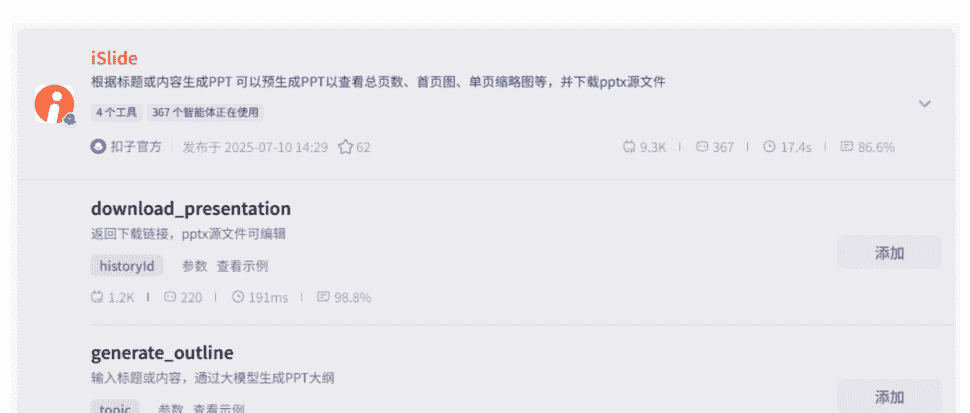 iSlide
根据标题或内容生成PPT 可以预生成PPT以查看总页数、首页图、单页缩略图等，并下载pptx源文件
4 个工具 367 个智能体正在使用
扣子官方 发布于 2025-07-10 14:29 62 9.3K 367 17.4s 86.6%
download_presentation
返回下载链接，pptx源文件可编辑
添加
historyId 参数 查看示例
1.2K 220 191ms 98.8%
generate_outline
输入标题或内容，通过大模型生成PPT大纲
添加
topic 参数 查看示例